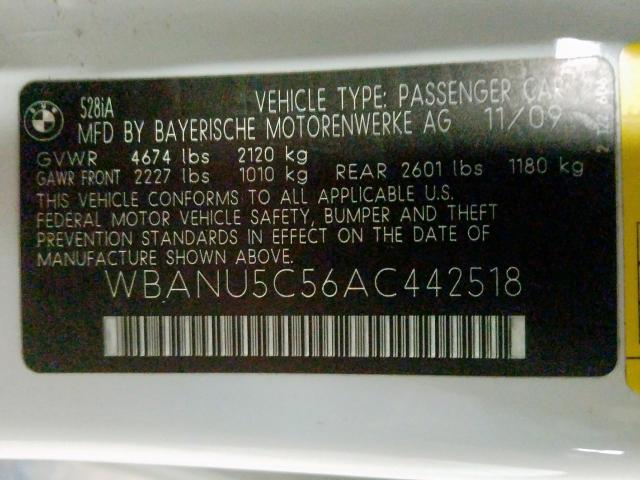 BMW
528iA
VEHICLE TYPE: PASSENGER CAR
MFD BY BAYERISCHE MOTORENWERKE AG 11/09
GVWR 4674 lbs 2120 kg
GAWR FRONT 2227 lbs 1010 kg REAR 2601 lbs 1180 kg
THIS VEHICLE CONFORMS TO ALL APPLICABLE U.S.
FEDERAL MOTOR VEHICLE SAFETY, BUMPER AND THEFT
PREVENTION STANDARDS IN EFFECT ON THE DATE OF
MANUFACTURE SHOWN ABOVE.
WBANU5C56AC442518